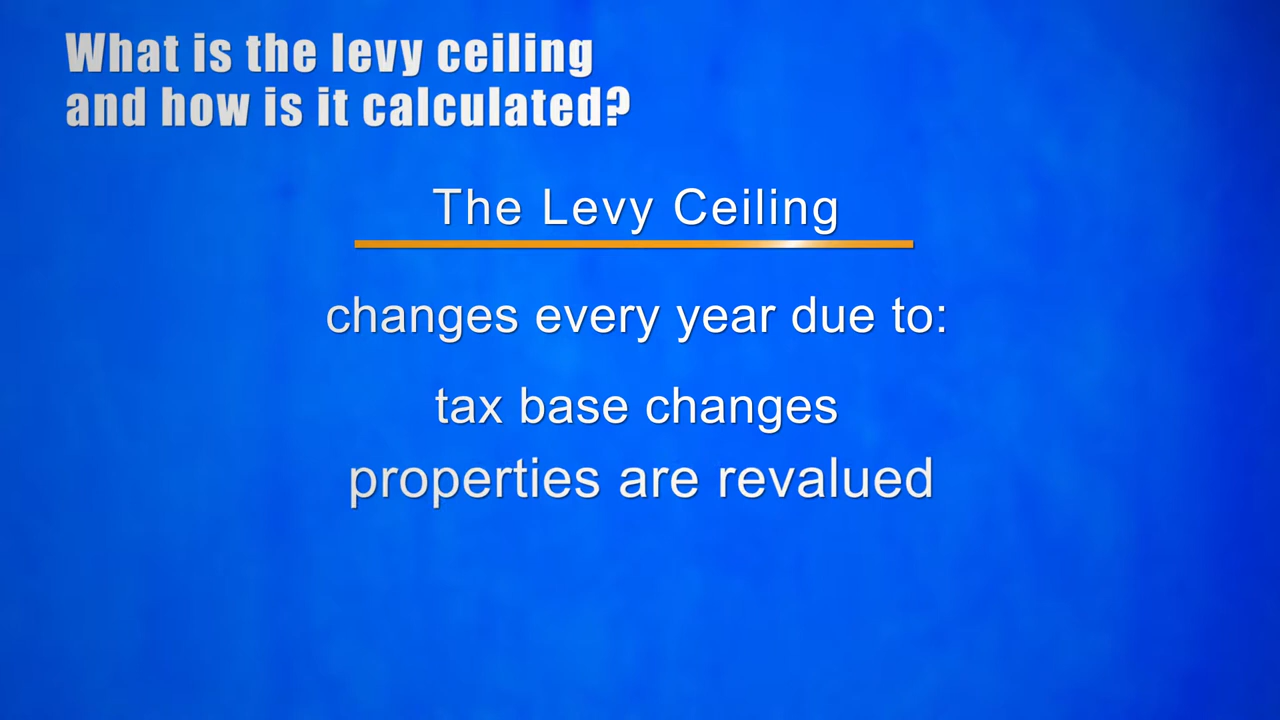 What is the levy ceiling
and how is it calculated?
The Levy Ceiling
changes every year due to:
tax base changes
properties are revalued